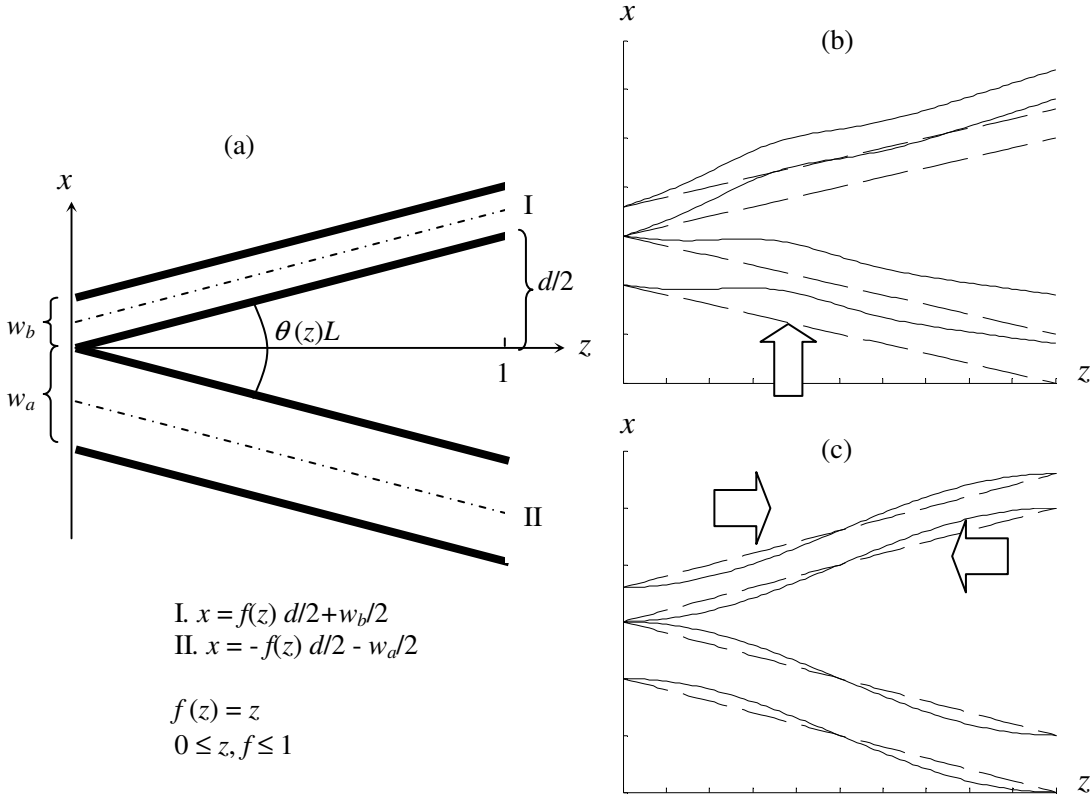 (a)
x
I
d/2
w_b
θ(z)L
z
1
w_a
II
I. x = f(z) d/2+w_b/2
II. x = - f(z) d/2 - w_a/2
f (z) = z
0 ≤ z, f ≤ 1
x
(b)
z
x
(c)
z